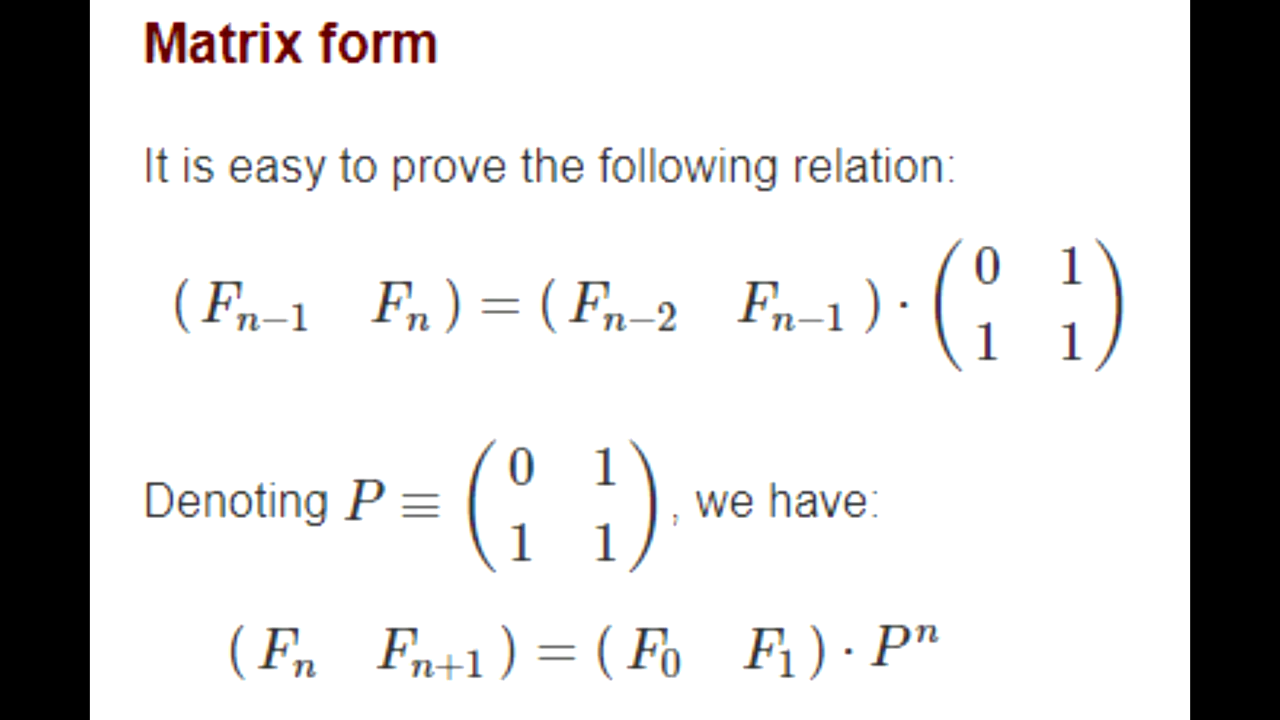 Matrix form
It is easy to prove the following relation:
( F_{n−1} F_n ) = ( F_{n−2} F_{n−1} ) · ( 0 1
1 1 )
Denoting P ≡ ( 0 1
1 1 ) , we have:
( F_n F_{n+1} ) = ( F_0 F_1 ) · P^n